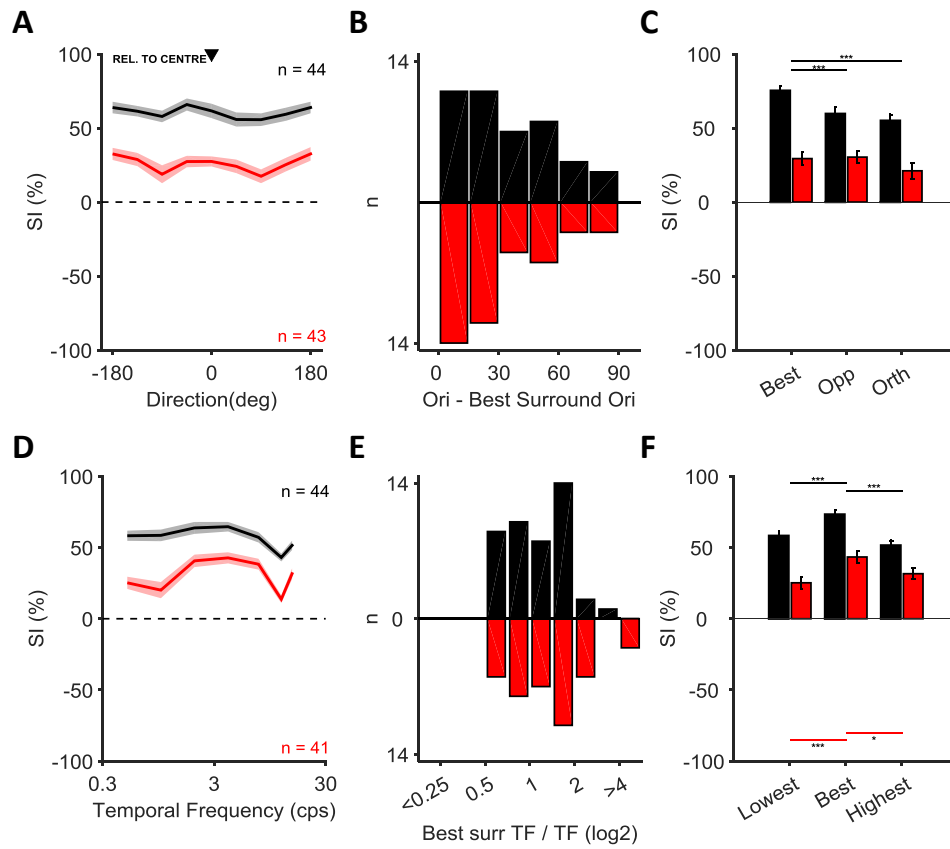 A
100
50
0
-50
-100
SI (%)
REL. TO CENTRE
n = 44
n = 43
-180
0
180
Direction(deg)
B
14
n
14
0
30
60
90
Ori - Best Surround Ori
C
100
50
0
-50
-100
SI (%)
***
***
Best
Opp
Orth
D
100
50
0
-50
-100
SI (%)
n = 44
n = 41
0.3
3
30
Temporal Frequency (cps)
E
14
n
0
14
<0.25
0.5
1
2
>4
Best surr TF / TF (log2)
F
100
50
0
-50
-100
SI (%)
***
***
***
*
Lowest
Best
Highest